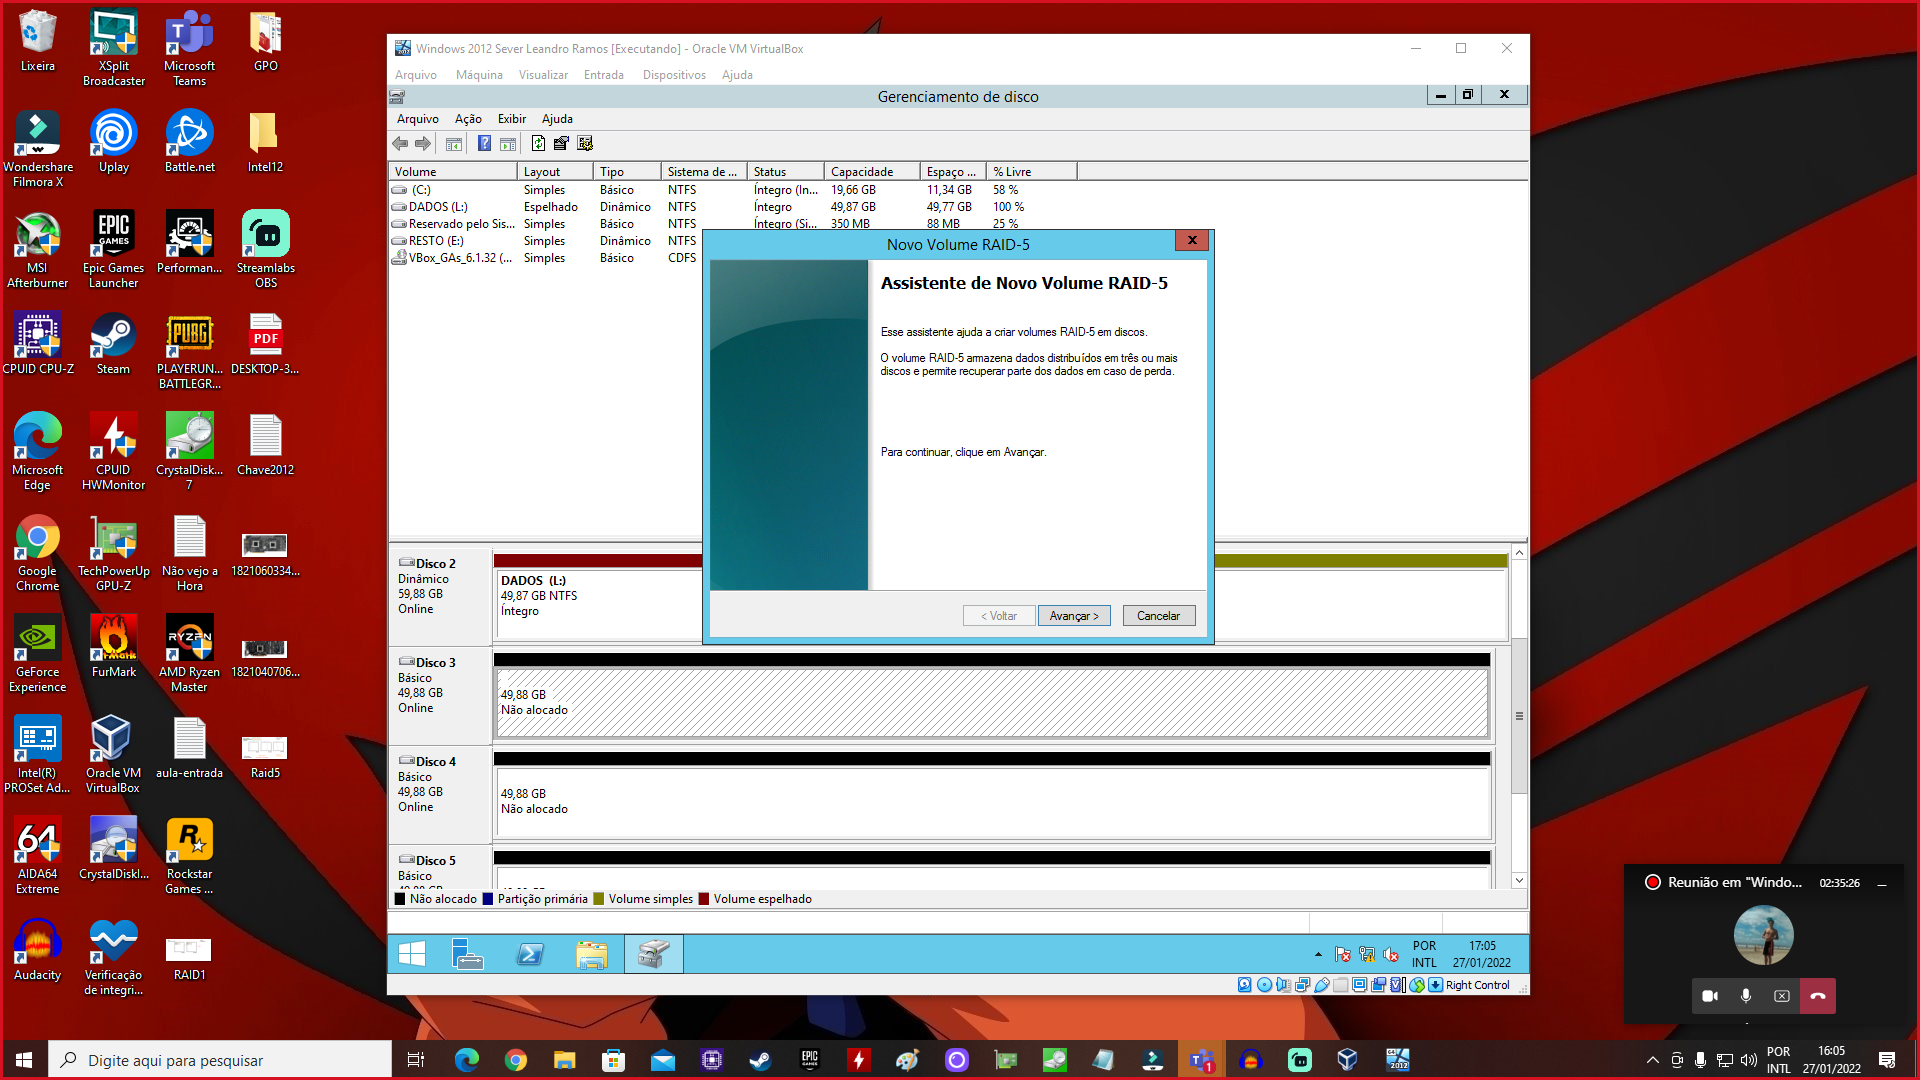 Lixeira
XSplit
Broadcaster
Microsoft
Teams
GPO
Wondershare
Filmora X
Uplay
Battle.net
Intel12
MSI
Afterburner
EPIC
GAMES
Epic Games
Launcher
Performan...
Streamlabs
OBS
CPUID CPU-Z
Steam
PUBG
PLAYERUN...
BATTLEGR...
PDF
DESKTOP-3...
Microsoft
Edge
CPUID
HWMonitor
CrystalDisk...
7
Chave2012
Google
Chrome
TechPowerUp
GPU-Z
Não vejo a
Hora
1821060334...
GeForce
Experience
FurMark
RYZEN
AMD Ryzen
Master
1821040706...
Intel(R)
PROSet Ad...
Oracle VM
VirtualBox
aula-entrada
Raid5
64
AIDA64
Extreme
CrystalDiskI...
Rockstar
Games ...
Audacity
Verificação
de integri...
RAID1
Windows 2012 Sever Leandro Ramos [Executando] - Oracle VM VirtualBox
Arquivo Máquina Visualizar Entrada Dispositivos Ajuda
Gerenciamento de disco
Arquivo Ação Exibir Ajuda
Volume Layout Tipo Sistema de ... Status Capacidade Espaço ... % Livre
(C:) Simples Básico NTFS Íntegro (In... 19,66 GB 11,34 GB 58 %
DADOS (L:) Espelhado Dinâmico NTFS Íntegro 49,87 GB 49,77 GB 100 %
Reservado pelo Sis... Simples Básico NTFS Íntegro (Si... 350 MB 88 MB 25 %
RESTO (E:) Simples Dinâmico NTFS
VBox_GAs_6.1.32 (... Simples Básico CDFS
Novo Volume RAID-5
Assistente de Novo Volume RAID-5
Esse assistente ajuda a criar volumes RAID-5 em discos.
O volume RAID-5 armazena dados distribuídos em três ou mais
discos e permite recuperar parte dos dados em caso de perda.
Para continuar, clique em Avançar.
< Voltar Avançar > Cancelar
Disco 2
Dinâmico
59,88 GB
Online
DADOS (L:)
49,87 GB NTFS
Íntegro
Disco 3
Básico
49,88 GB
Online
49,88 GB
Não alocado
Disco 4
Básico
49,88 GB
Online
49,88 GB
Não alocado
Disco 5
Básico
Não alocado Partição primária Volume simples Volume espelhado
POR
INTL
17:05
27/01/2022
Right Control
Reunião em "Windo... 02:35:26
Digite aqui para pesquisar
POR
INTL
16:05
27/01/2022